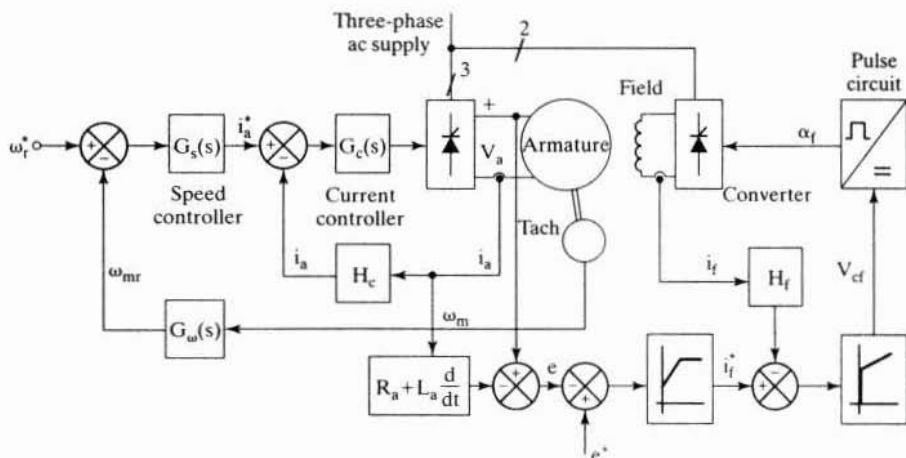 Three-phase
ac supply
2
3
Pulse
circuit
Field
ω*r
+
-
Gs(s)
i*a
+
-
Gc(s)
+
Va
-
Armature
αf
=
Speed
controller
Current
controller
Converter
Tach
ia
Hc
ia
if
Hf
Vcf
ωmr
ωm
Gω(s)
Ra + La d/dt
-
+
e
-
+
i*f
+
-
e*